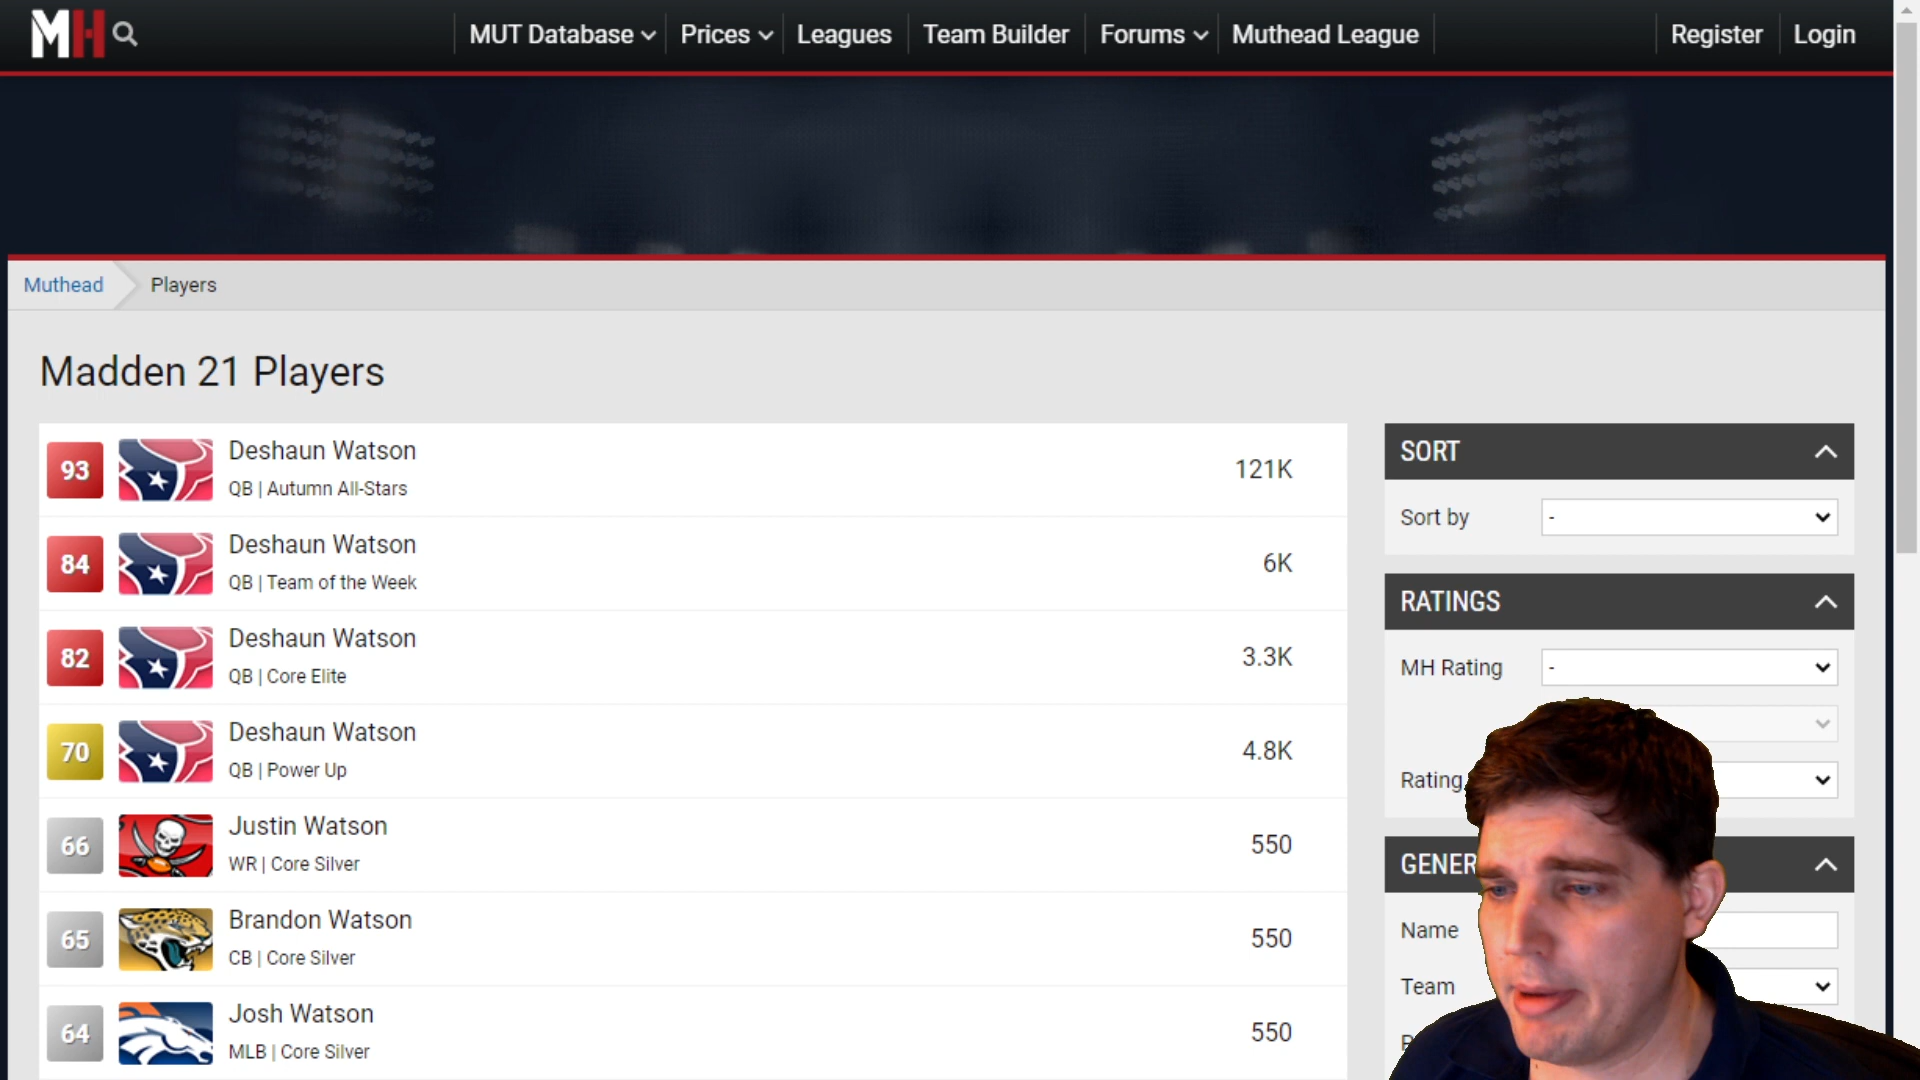 MH
MUT Database
Prices
Leagues
Team Builder
Forums
Muthead League
Register
Login
Muthead
Players
Madden 21 Players
93
Deshaun Watson
QB | Autumn All-Stars
121K
84
Deshaun Watson
QB | Team of the Week
6K
82
Deshaun Watson
QB | Core Elite
3.3K
70
Deshaun Watson
QB | Power Up
4.8K
66
Justin Watson
WR | Core Silver
550
65
Brandon Watson
CB | Core Silver
550
64
Josh Watson
MLB | Core Silver
550
SORT
Sort by
-
RATINGS
MH Rating
-
Rating
GENER
Name
Team